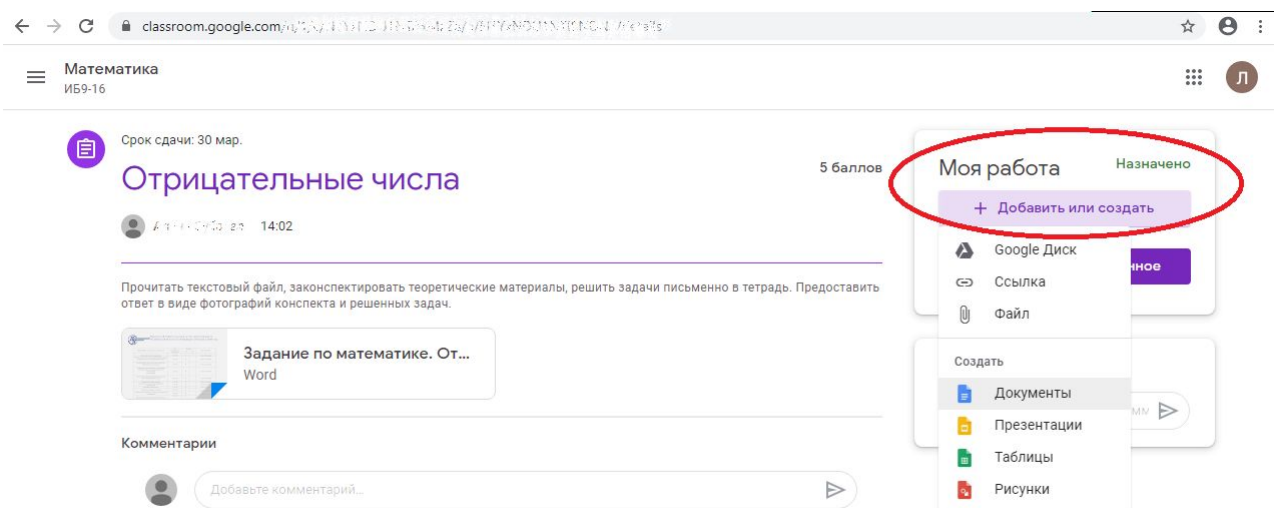 classroom.google.com/
Математика
ИБ9-16
Л
Срок сдачи: 30 мар.
Отрицательные числа
5 баллов
14:02
Прочитать текстовый файл, законспектировать теоретические материалы, решить задачи письменно в тетрадь. Предоставить
ответ в виде фотографий конспекта и решенных задач.
Задание по математике. От...
Word
Комментарии
Добавьте комментарий...
Моя работа
Назначено
+ Добавить или создать
Google Диск
нное
Ссылка
Файл
Создать
Документы
Презентации
Таблицы
Рисунки